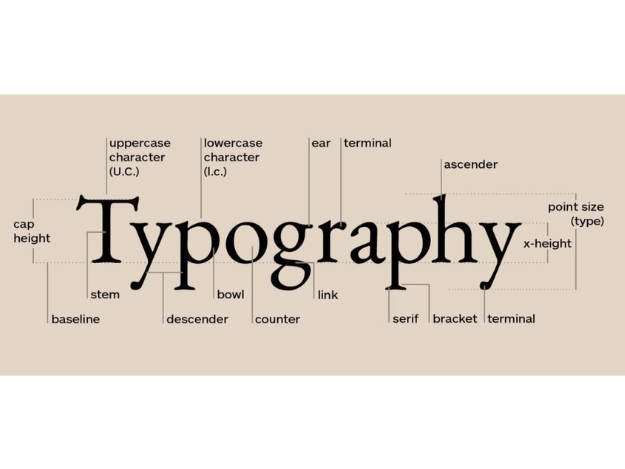 uppercase
character
(U.C.)
lowercase
character
(l.c.)
ear
terminal
ascender
point size
(type)
cap
height
Typography
x-height
stem
bowl
link
baseline
descender
counter
serif
bracket
terminal